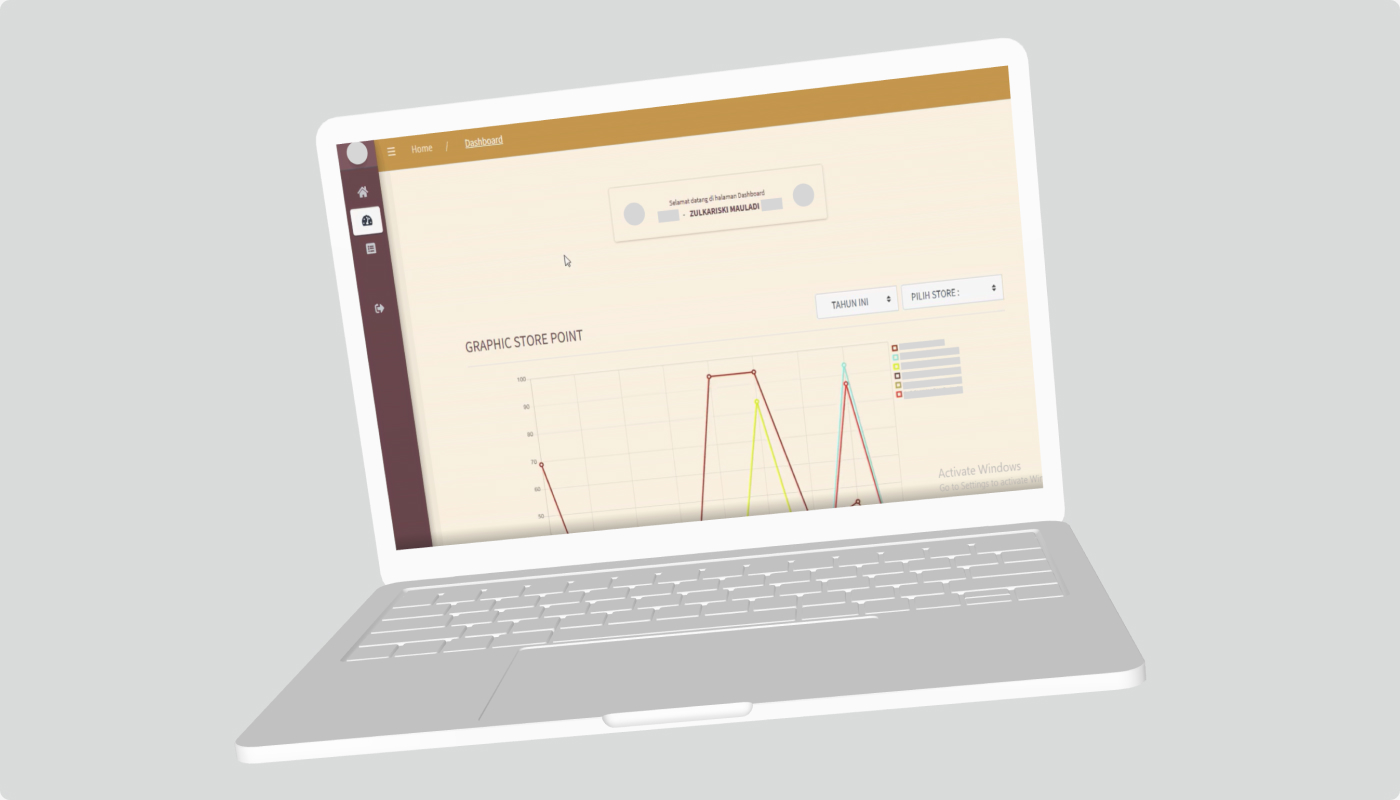 Home / Dashboard
Selamat datang di halaman Dashboard
- ZULKARISKI MAULADI
TAHUN INI
PILIH STORE :
GRAPHIC STORE POINT
100
90
80
70
60
50
Activate Windows
Go to Settings to activate Wi